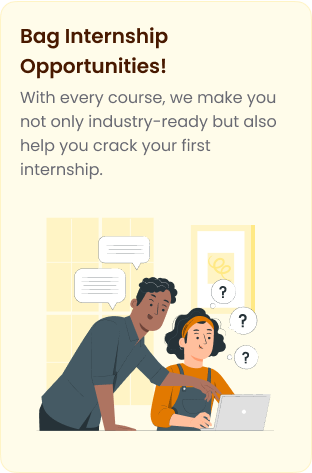 Bag Internship
Opportunities!
With every course, we make you
not only industry-ready but also
help you crack your first
internship.
?
?
?